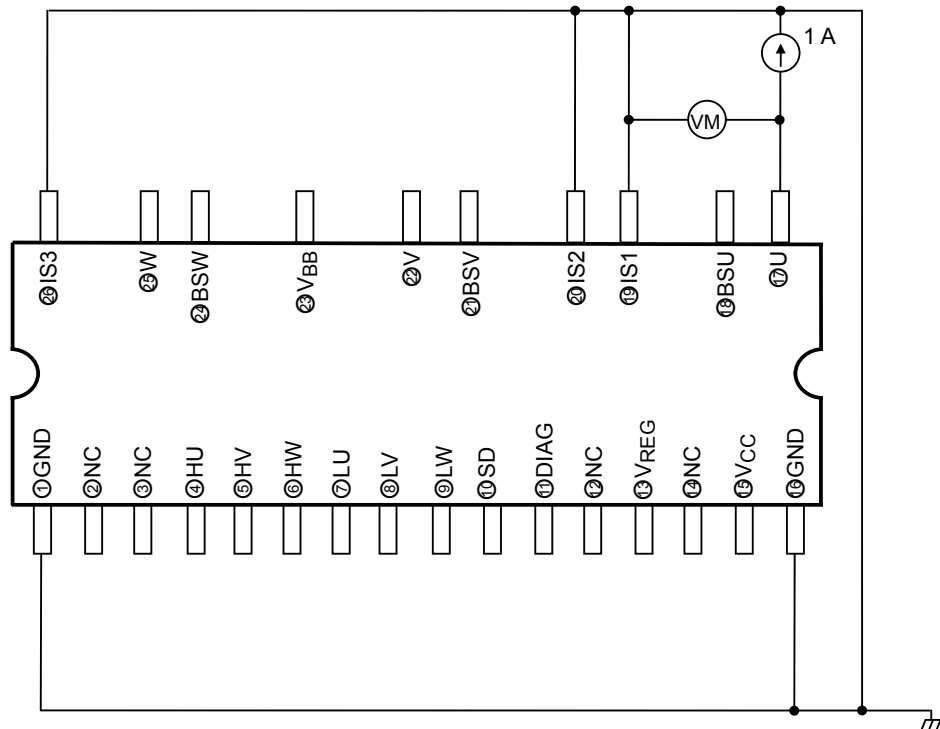 1 A
VM
㉖IS3
㉕W
㉔BSW
㉓VBB
㉒V
㉑BSV
⑳IS2
⑲IS1
⑱BSU
⑰U
①GND
②NC
③NC
④HU
⑤HV
⑥HW
⑦LU
⑧LV
⑨LW
⑩SD
⑪DIAG
⑫NC
⑬VREG
⑭NC
⑮VCC
⑯GND